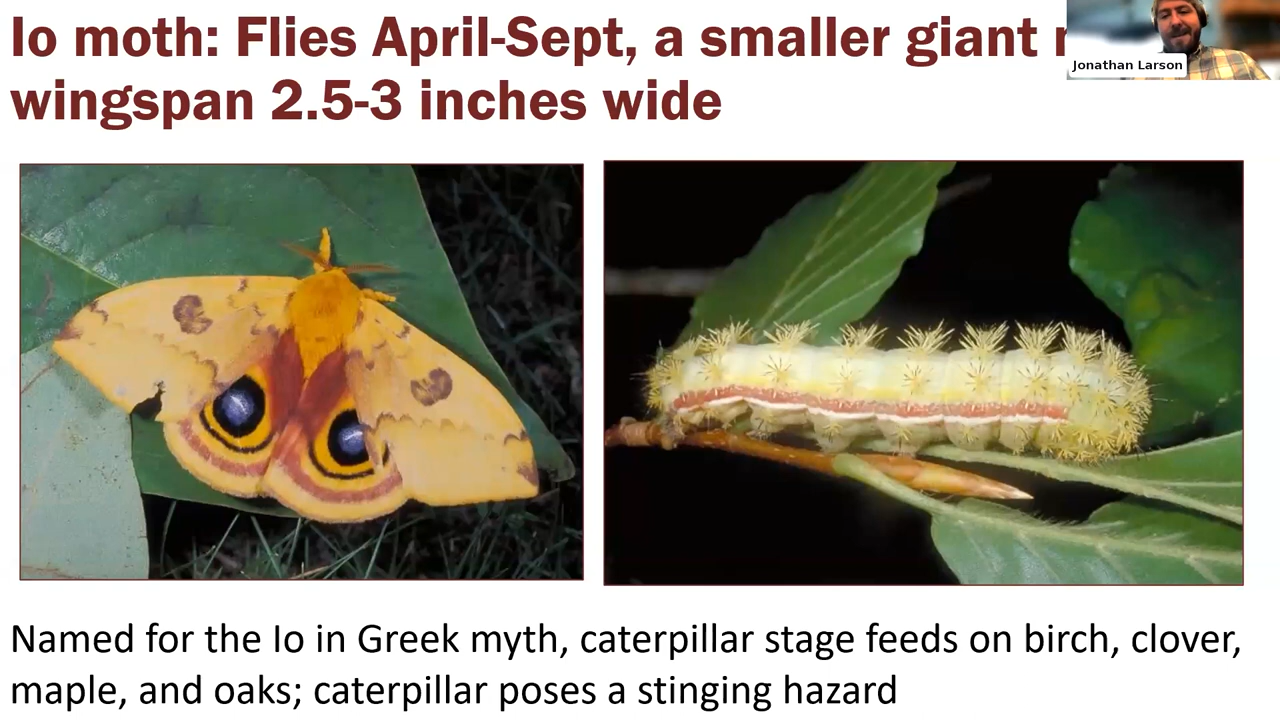 Io moth: Flies April-Sept, a smaller giant
wingspan 2.5-3 inches wide
Jonathan Larson
Named for the Io in Greek myth, caterpillar stage feeds on birch, clover,
maple, and oaks; caterpillar poses a stinging hazard